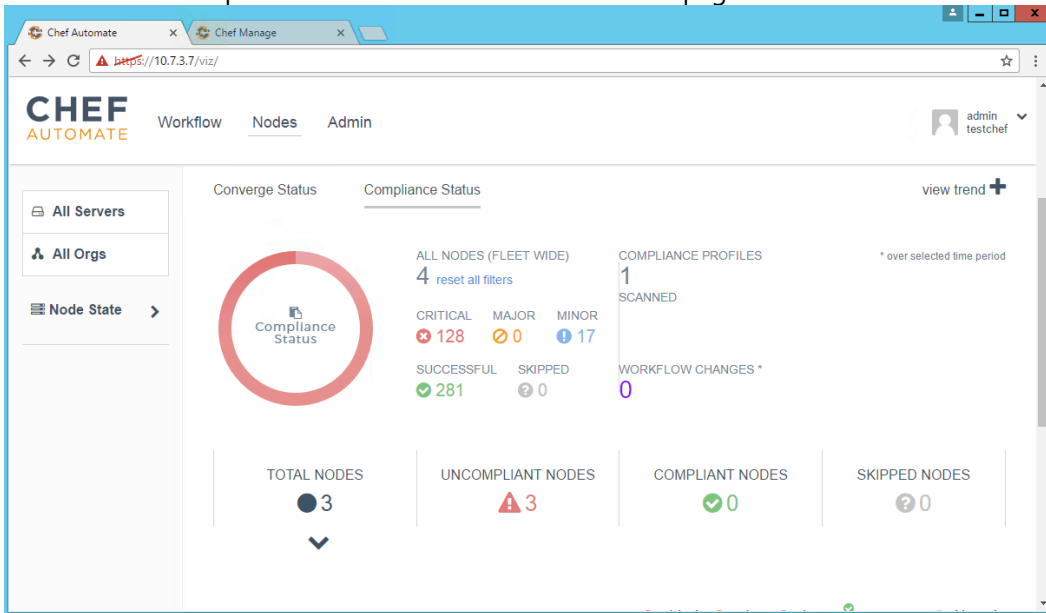 Chef Automate
Chef Manage
https://10.7.3.7/viz/
CHEF
AUTOMATE
Workflow Nodes Admin
admin
testchef
Converge Status Compliance Status view trend
All Servers
All Orgs
Node State
Compliance
Status
ALL NODES (FLEET WIDE)
4 reset all filters
CRITICAL MAJOR MINOR
128 0 17
SUCCESSFUL SKIPPED
281 0
COMPLIANCE PROFILES
1
SCANNED
WORKFLOW CHANGES *
0
* over selected time period
TOTAL NODES UNCOMPLIANT NODES COMPLIANT NODES SKIPPED NODES
3 3 0 0